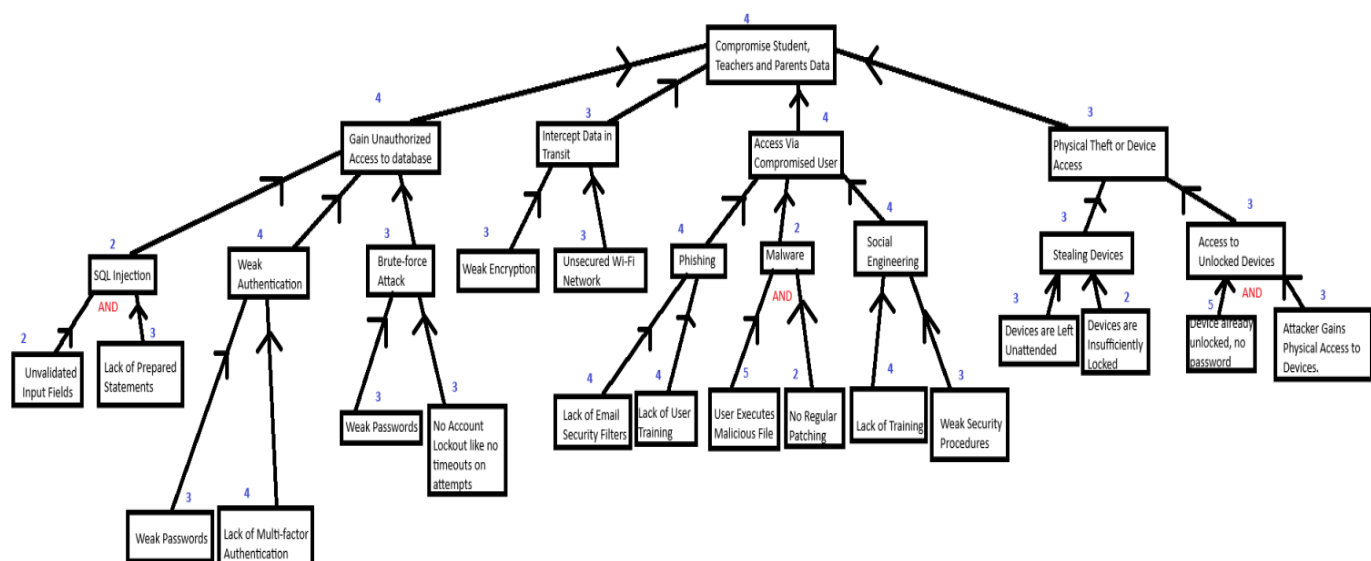 4
Compromise Student,
Teachers and Parents Data
4
Gain Unauthorized
Access to database
3
Intercept Data in
Transit
4
Access Via
Compromised User
3
Physical Theft or Device
Access
2
SQL Injection
AND
4
Weak
Authentication
3
Brute-force
Attack
3
Weak Encryption
3
Unsecured Wi-Fi
Network
4
Phishing
2
Malware
AND
4
Social
Engineering
3
Stealing Devices
3
Access to
Unlocked Devices
AND
2
Unvalidated
Input Fields
3
Lack of Prepared
Statements
3
Weak Passwords
4
Lack of Multi-factor
Authentication
3
Weak Passwords
3
No Account
Lockout like no
timeouts on
attempts
4
Lack of Email
Security Filters
4
Lack of User
Training
5
User Executes
Malicious File
2
No Regular
Patching
4
Lack of Training
3
Weak Security
Procedures
3
Devices are Left
Unattended
2
Devices are
Insufficiently
Locked
5
Device already
unlocked, no
password
3
Attacker Gains
Physical Access to
Devices.